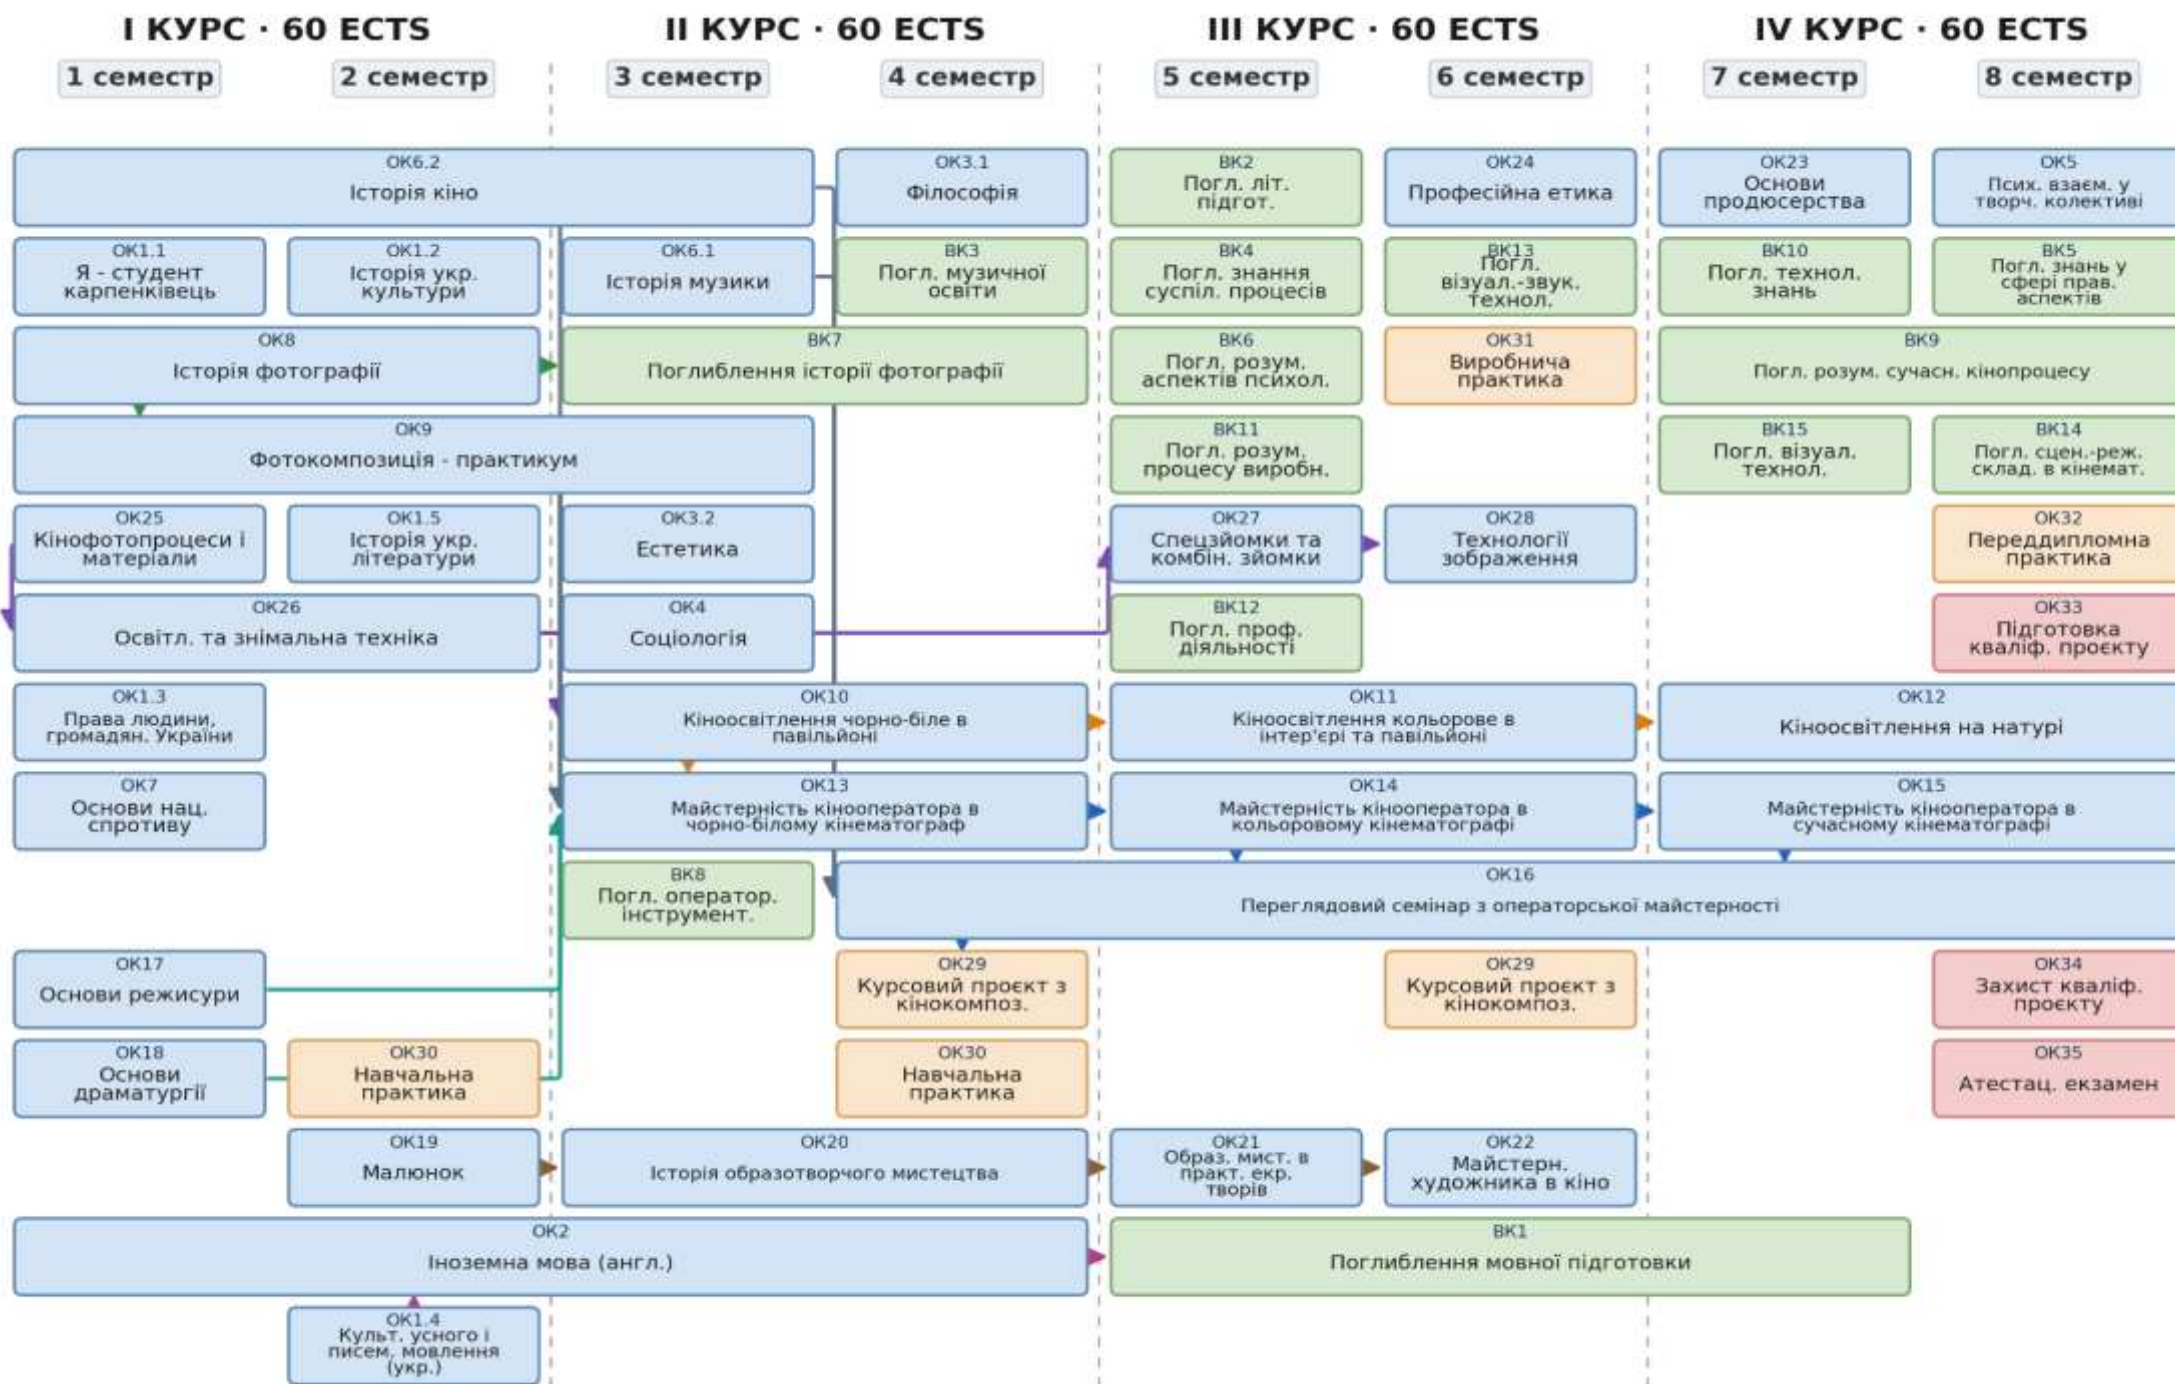 І КУРС · 60 ECTS
ІІ КУРС · 60 ECTS
ІІІ КУРС · 60 ECTS
IV КУРС · 60 ECTS
1 семестр
2 семестр
3 семестр
4 семестр
5 семестр
6 семестр
7 семестр
8 семестр
ОК6.2
Історія кіно
ОК3.1
Філософія
ВК2
Погл. літ.
підгот.
ОК24
Професійна етика
ОК23
Основи
продюсерства
ОК5
Псих. взаєм. у
творч. колективі
ОК1.1
Я - студент
карпенківець
ОК1.2
Історія укр.
культури
ОК6.1
Історія музики
ВК3
Погл. музичної
освіти
ВК4
Погл. знання
суспіл. процесів
ВК13
Погл.
візуал.-звук.
технол.
ВК10
Погл. технол.
знань
ВК5
Погл. знань у
сфері прав.
аспектів
ОК8
Історія фотографії
ВК7
Поглиблення історії фотографії
ВК6
Погл. розум.
аспектів психол.
ОК31
Виробнича
практика
ВК9
Погл. розум. сучасн. кінопроцесу
ОК9
Фотокомпозиція - практикум
ВК11
Погл. розум.
процесу виробн.
ВК15
Погл. візуал.
технол.
ВК14
Погл. сцен.-реж.
склад. в кінемат.
ОК25
Кінофотопроцеси і
матеріали
ОК1.5
Історія укр.
літератури
ОК3.2
Естетика
ОК27
Спецзйомки та
комбін. зйомки
ОК28
Технології
зображення
ОК32
Переддипломна
практика
ОК26
Освітл. та знімальна техніка
ОК4
Соціологія
ВК12
Погл. проф.
діяльності
ОК33
Підготовка
кваліф. проєкту
ОК1.3
Права людини,
громадян. України
ОК10
Кіноосвітлення чорно-біле в
павільйоні
ОК11
Кіноосвітлення кольорове в
інтер'єрі та павільйоні
ОК12
Кіноосвітлення на натурі
ОК7
Основи нац.
спротиву
ОК13
Майстерність кінооператора в
чорно-білому кінематограф
ОК14
Майстерність кінооператора в
кольоровому кінематографі
ОК15
Майстерність кінооператора в
сучасному кінематографі
ВК8
Погл. оператор.
інструмент.
ОК16
Переглядовий семінар з операторської майстерності
ОК17
Основи режисури
ОК29
Курсовий проєкт з
кінокомпоз.
ОК29
Курсовий проєкт з
кінокомпоз.
ОК34
Захист кваліф.
проєкту
ОК18
Основи
драматургії
ОК30
Навчальна
практика
ОК30
Навчальна
практика
ОК35
Атестац. екзамен
ОК19
Малюнок
ОК20
Історія образотворчого мистецтва
ОК21
Образ. мист. в
практ. екр.
творів
ОК22
Майстерн.
художника в кіно
ОК2
Іноземна мова (англ.)
ВК1
Поглиблення мовної підготовки
ОК1.4
Культ. усного і
писем. мовлення
(укр.)